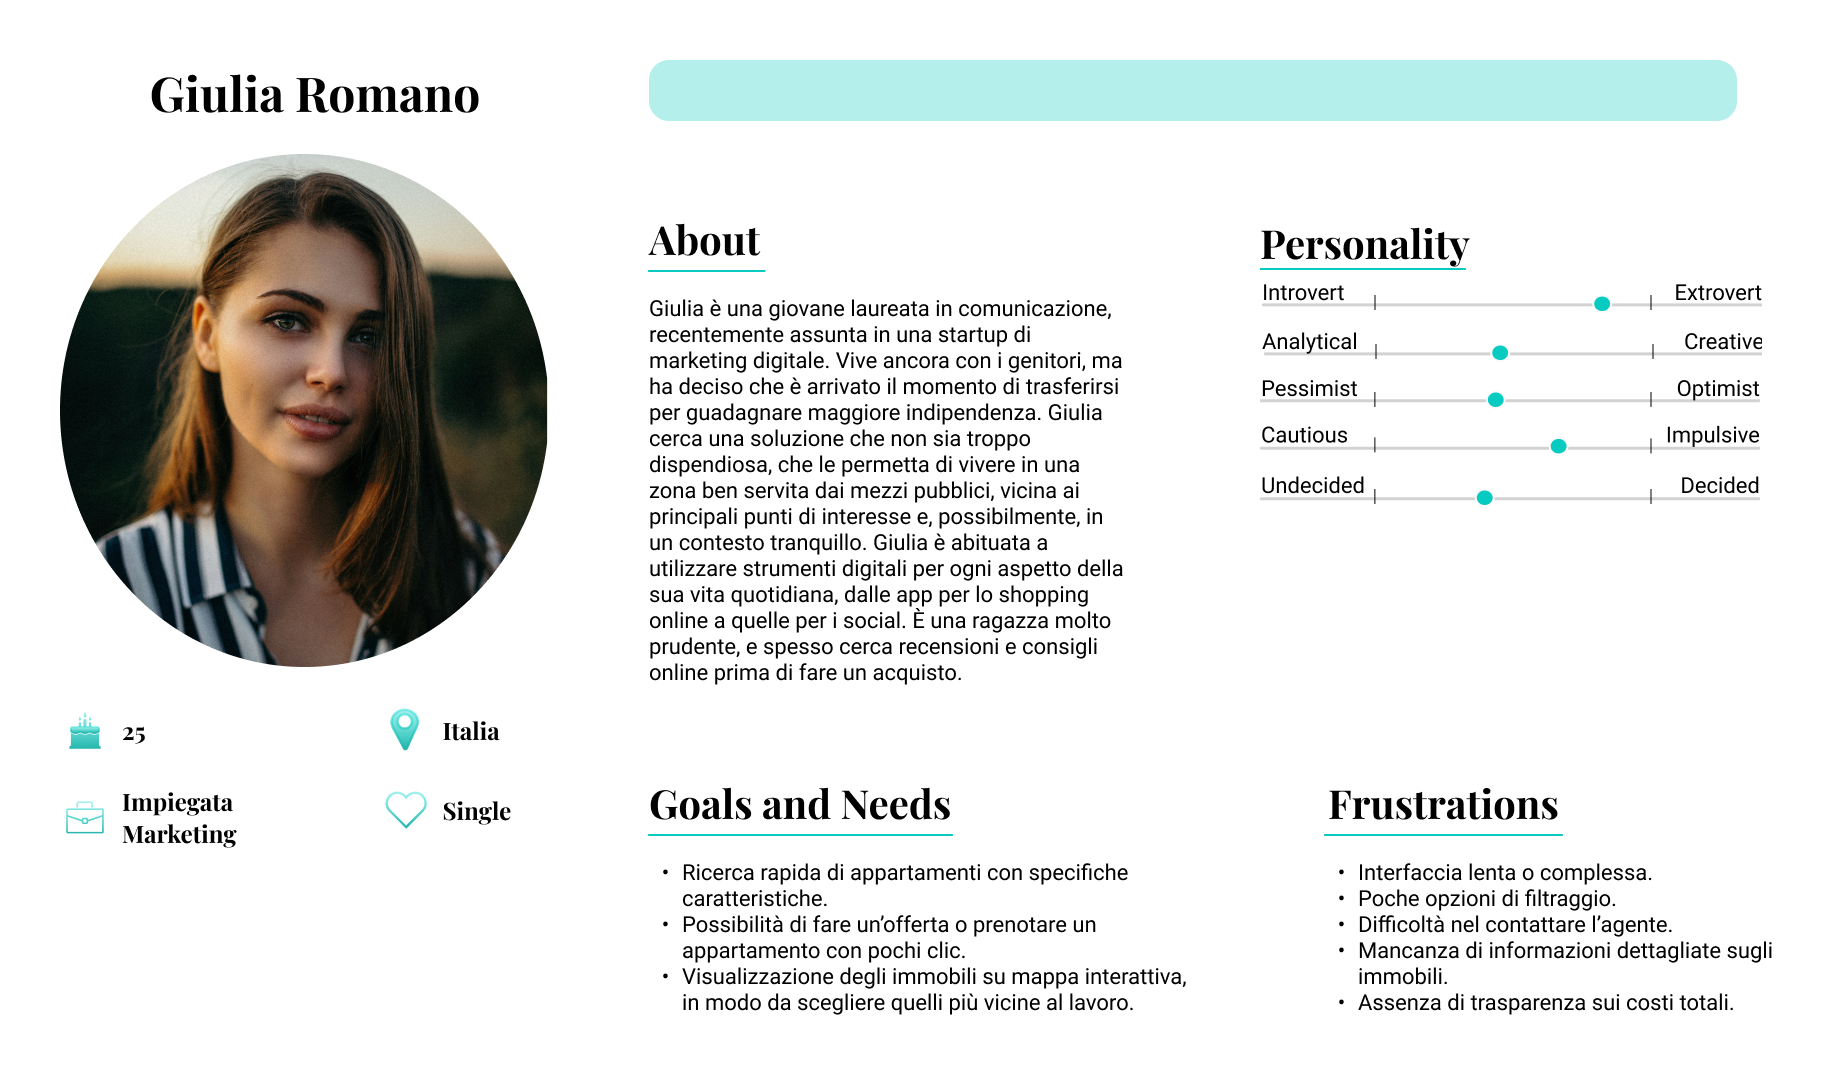 Giulia Romano
25
Italia
Impiegata
Marketing
Single
About
Giulia è una giovane laureata in comunicazione,
recentemente assunta in una startup di
marketing digitale. Vive ancora con i genitori, ma
ha deciso che è arrivato il momento di trasferirsi
per guadagnare maggiore indipendenza. Giulia
cerca una soluzione che non sia troppo
dispendiosa, che le permetta di vivere in una
zona ben servita dai mezzi pubblici, vicina ai
principali punti di interesse e, possibilmente, in
un contesto tranquillo. Giulia è abituata a
utilizzare strumenti digitali per ogni aspetto della
sua vita quotidiana, dalle app per lo shopping
online a quelle per i social. È una ragazza molto
prudente, e spesso cerca recensioni e consigli
online prima di fare un acquisto.
Personality
Introvert Extrovert
Analytical Creative
Pessimist Optimist
Cautious Impulsive
Undecided Decided
Goals and Needs
• Ricerca rapida di appartamenti con specifiche
caratteristiche.
• Possibilità di fare un’offerta o prenotare un
appartamento con pochi clic.
• Visualizzazione degli immobili su mappa interattiva,
in modo da scegliere quelli più vicine al lavoro.
Frustrations
• Interfaccia lenta o complessa.
• Poche opzioni di filtraggio.
• Difficoltà nel contattare l’agente.
• Mancanza di informazioni dettagliate sugli
immobili.
• Assenza di trasparenza sui costi totali.